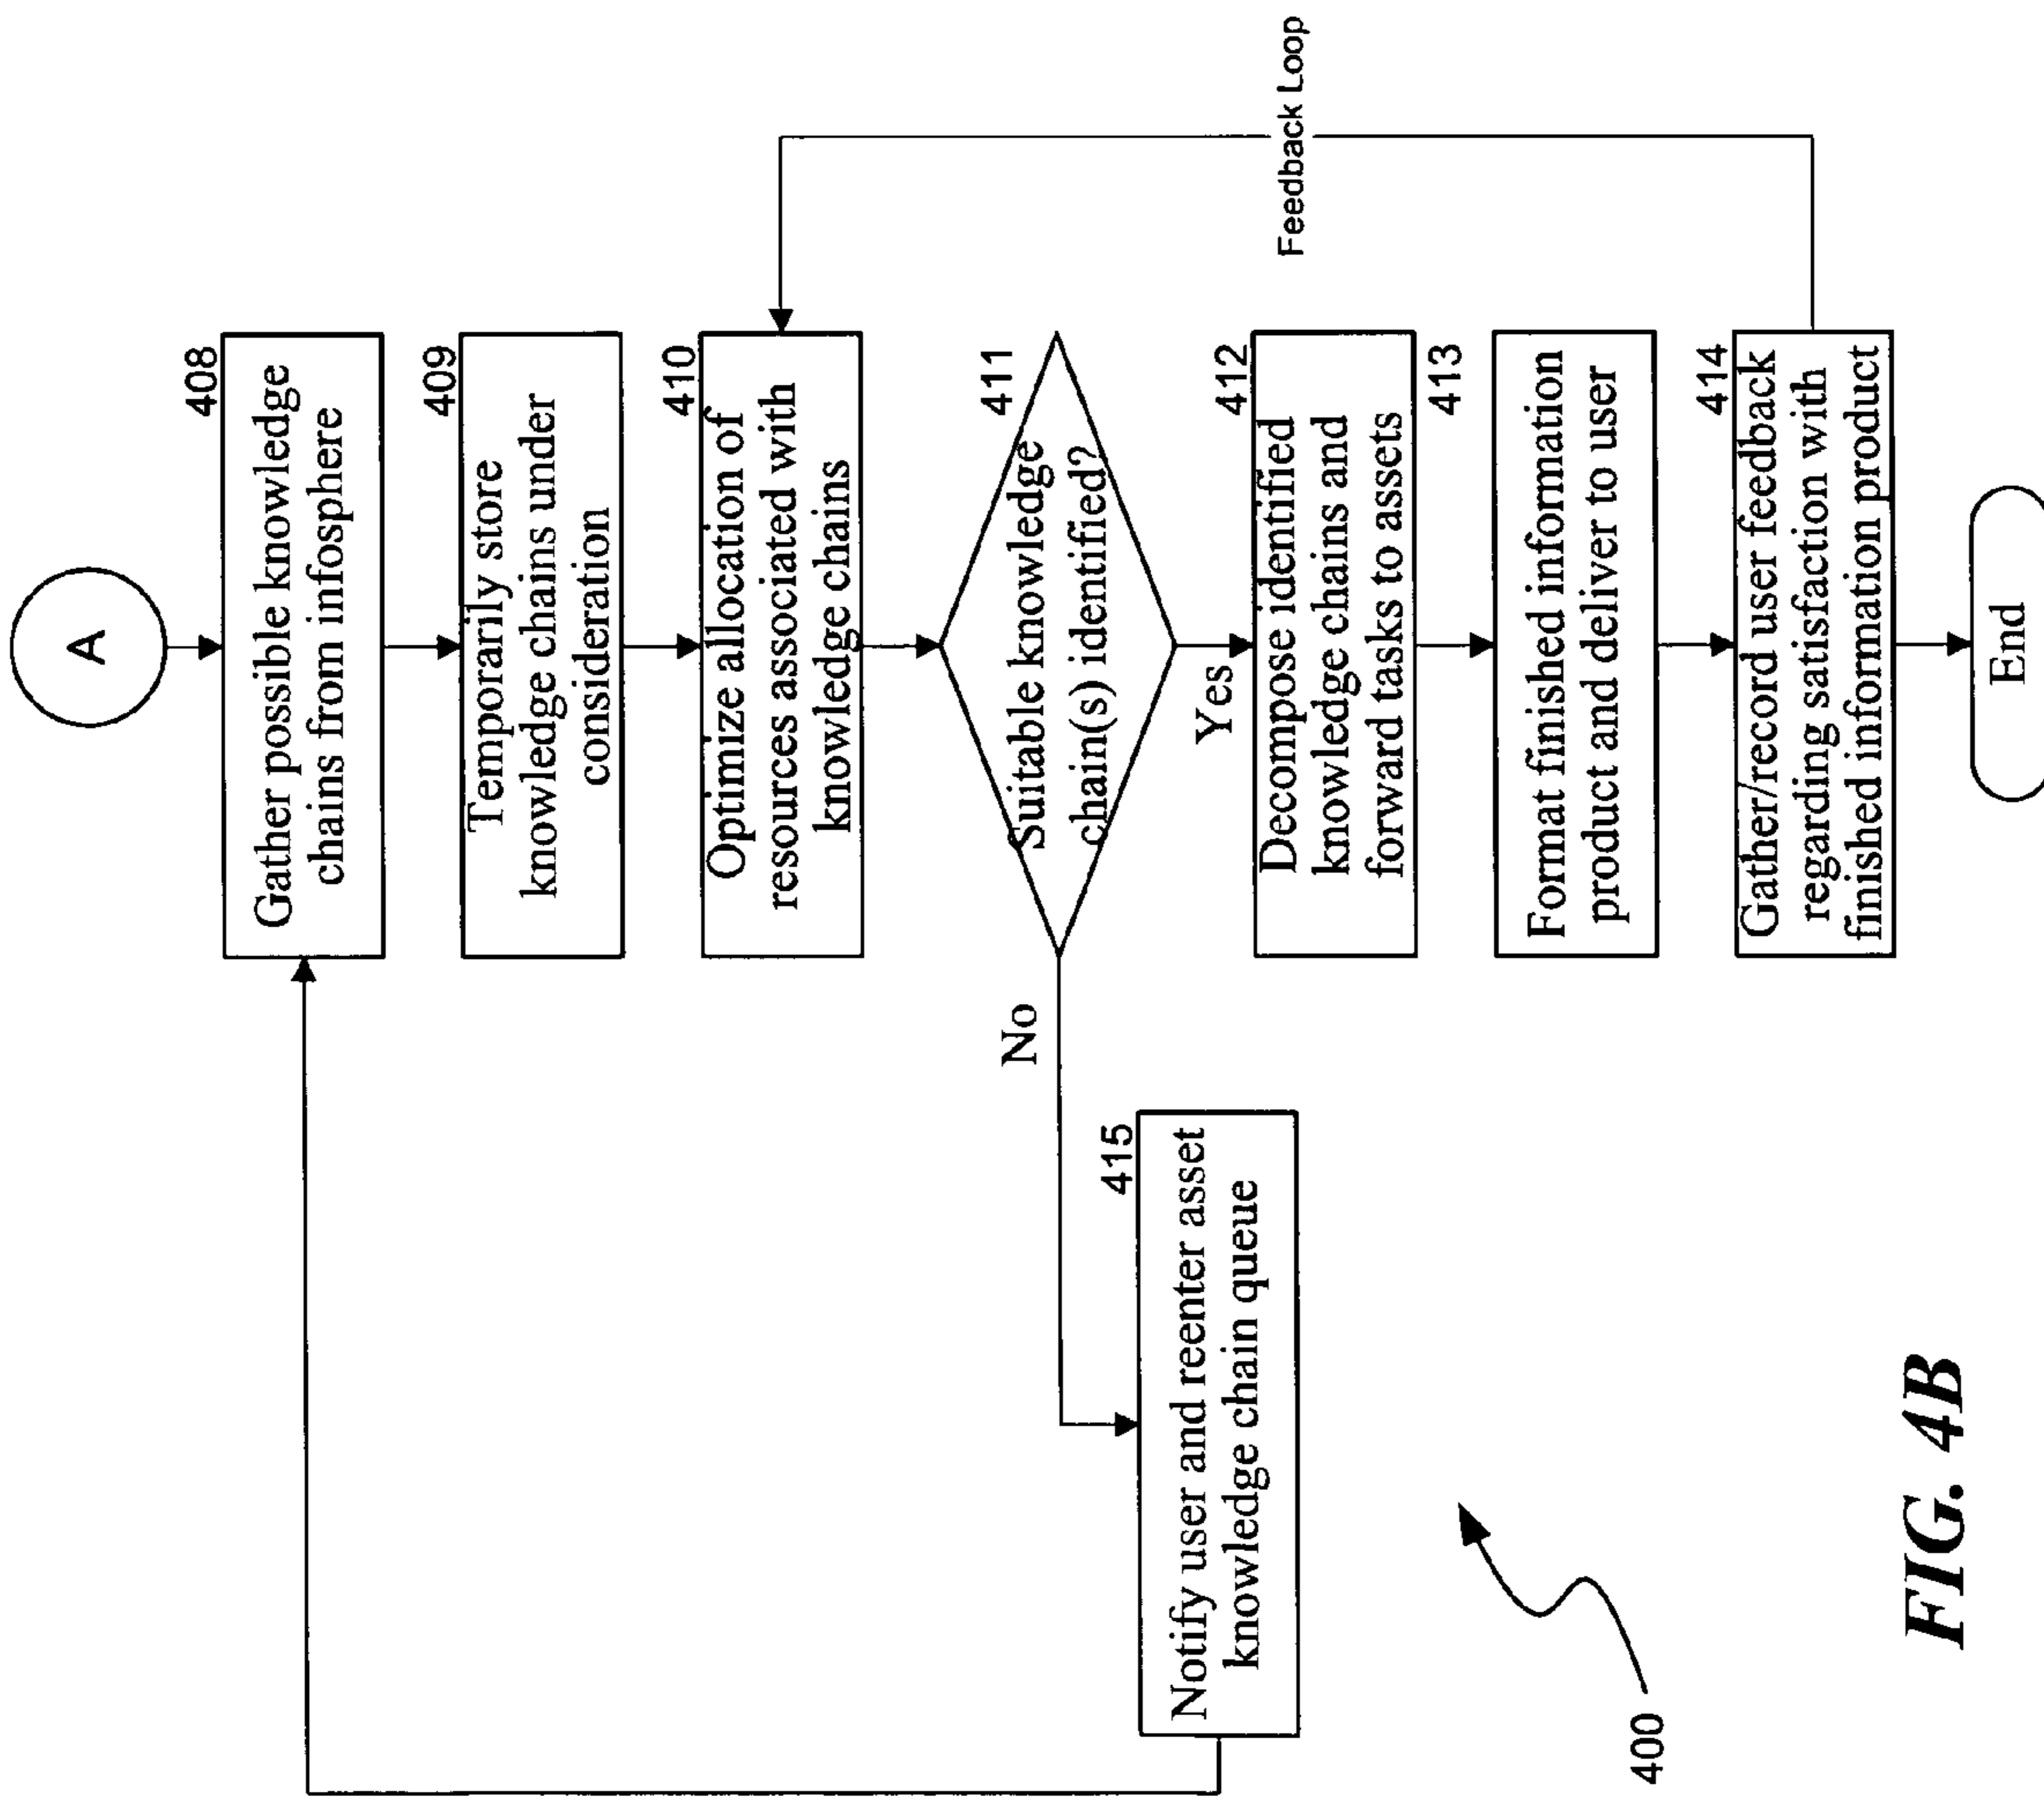 A
408
Gather possible knowledge
chains from infosphere
409
Temporarily store
knowledge chains under
consideration
410
Optimize allocation of
resources associated with
knowledge chains
411
Suitable knowledge
chain(s) identified?
No
Yes
412
Decompose identified
knowledge chains and
forward tasks to assets
413
Format finished information
product and deliver to user
414
Gather/record user feedback
regarding satisfaction with
finished information product
Feedback Loop
End
415
Notify user and reenter asset
knowledge chain queue
400
FIG. 4B